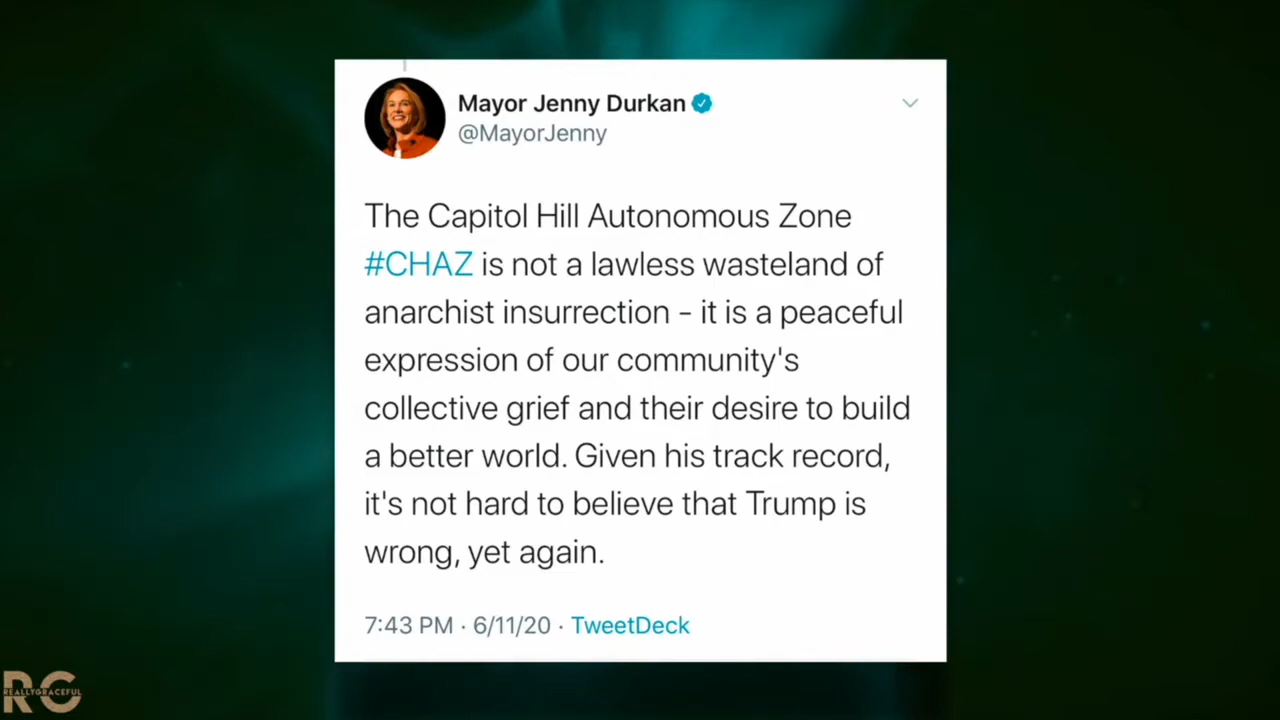 Mayor Jenny Durkan
@MayorJenny
The Capitol Hill Autonomous Zone
#CHAZ is not a lawless wasteland of
anarchist insurrection - it is a peaceful
expression of our community's
collective grief and their desire to build
a better world. Given his track record,
it's not hard to believe that Trump is
wrong, yet again.
7:43 PM · 6/11/20 · TweetDeck
RG
REALLYGRACEFUL